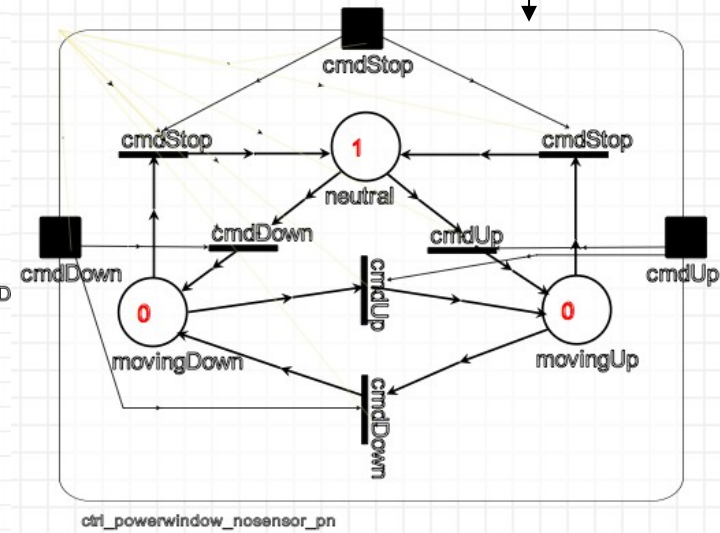 cmdStop
cmdStop
1
cmdStop
neutral
cmdDown
cmdUp
cmdDown
cmdUp
cmdUp
D
0
0
movingDown
movingUp
cmdDown
ctrl_powerwindow_nosensor_pn